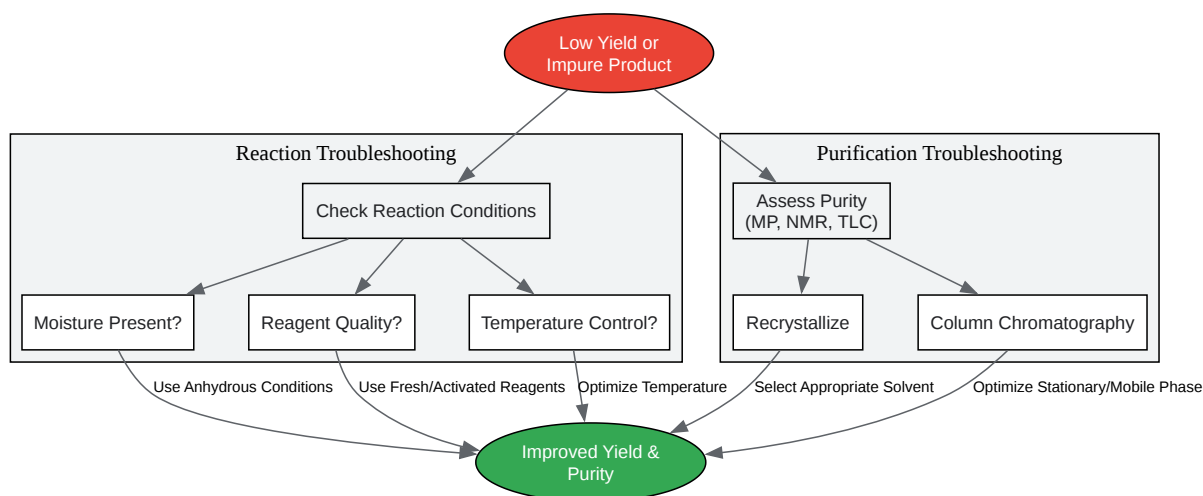 Low Yield or
Impure Product
Reaction Troubleshooting
Purification Troubleshooting
Check Reaction Conditions
Assess Purity
(MP, NMR, TLC)
Moisture Present?
Reagent Quality?
Temperature Control?
Recrystallize
Column Chromatography
Use Anhydrous Conditions
Use Fresh/Activated Reagents
Optimize Temperature
Select Appropriate Solvent
Optimize Stationary/Mobile Phase
Improved Yield &
Purity